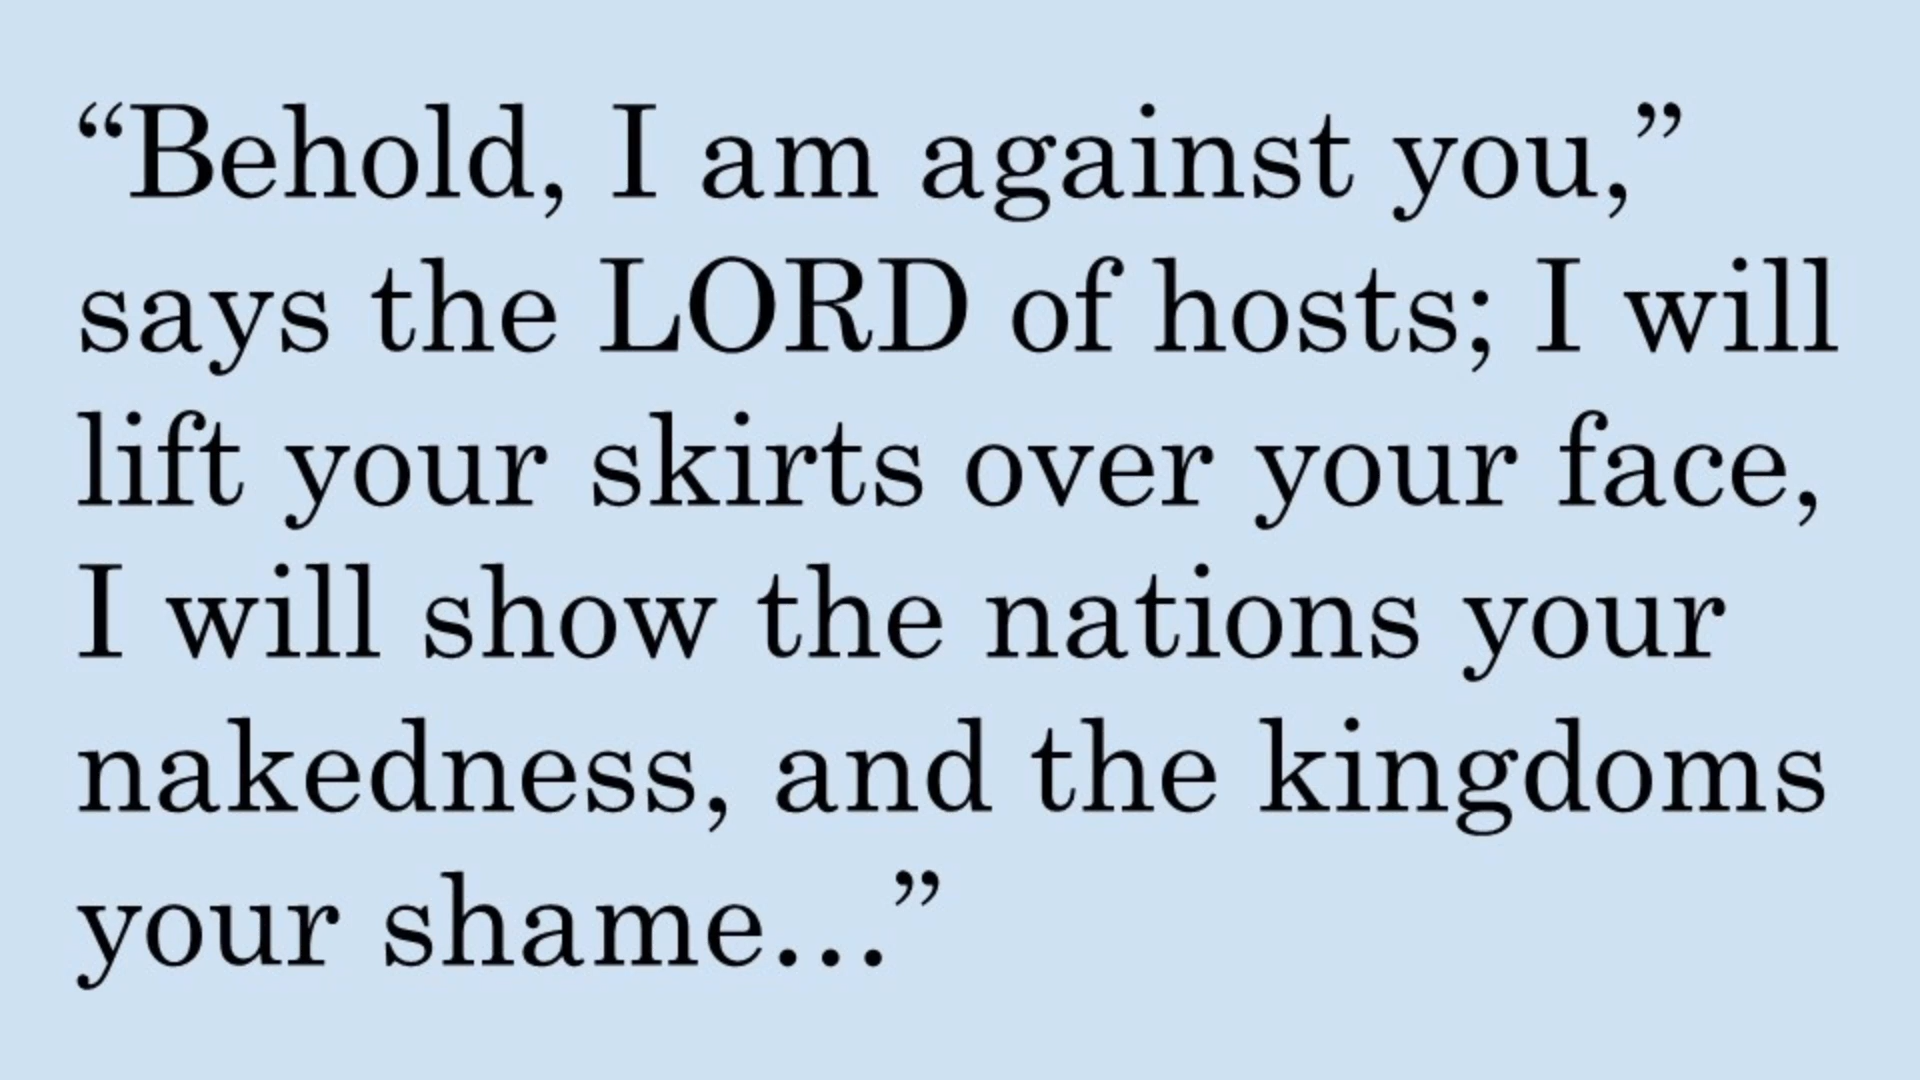 “Behold, I am against you,”
says the LORD of hosts; I will
lift your skirts over your face,
I will show the nations your
nakedness, and the kingdoms
your shame...”